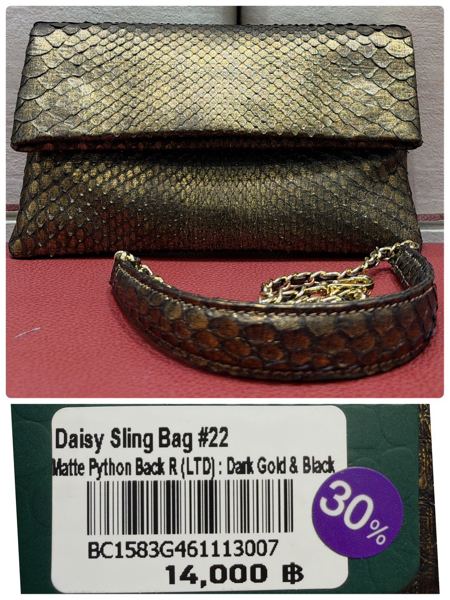 Daisy Sling Bag #22
Matte Python Back R (LTD) : Dark Gold & Black
30%
BC1583G461113007
14,000 ฿